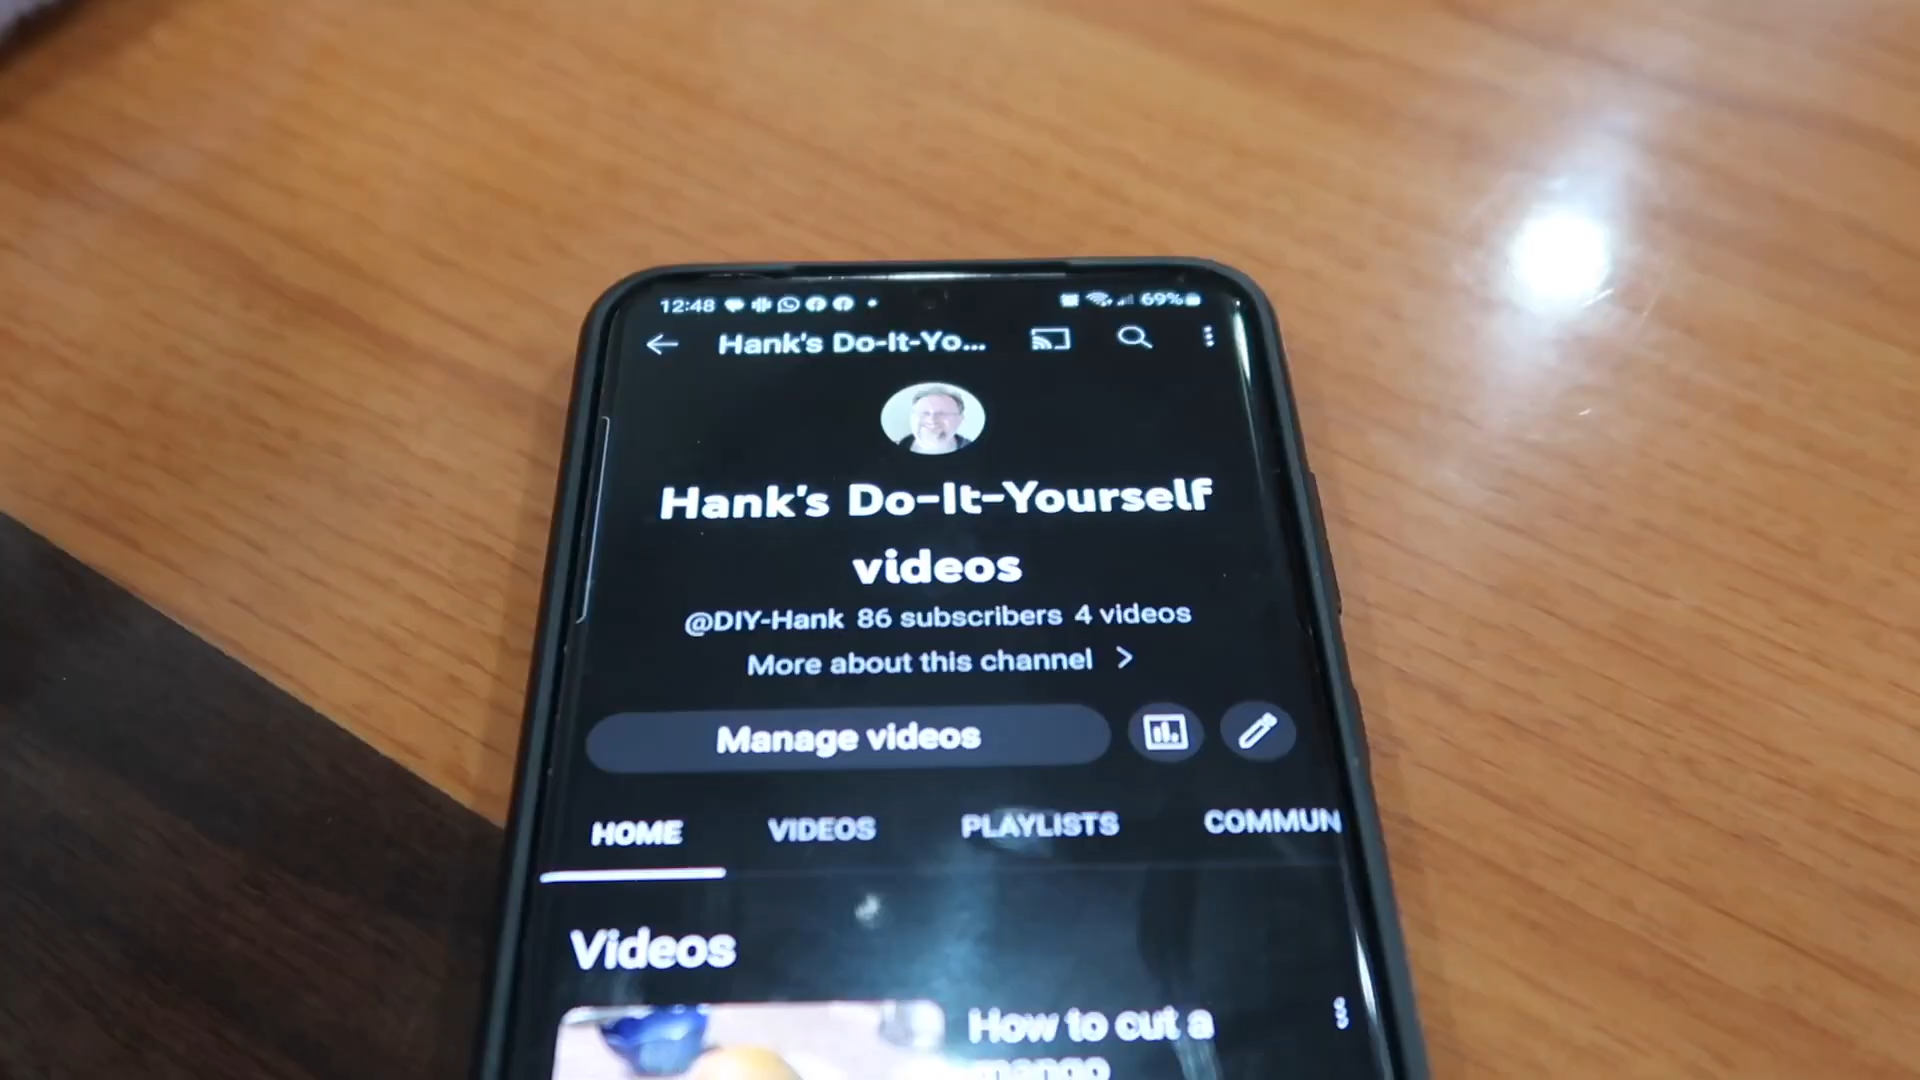 12:48 69%
Hank's Do-It-Yo...
Hank's Do-It-Yourself
videos
@DIY-Hank 86 subscribers 4 videos
More about this channel >
Manage videos
HOME VIDEOS PLAYLISTS COMMUN
Videos
How to cut a
mango